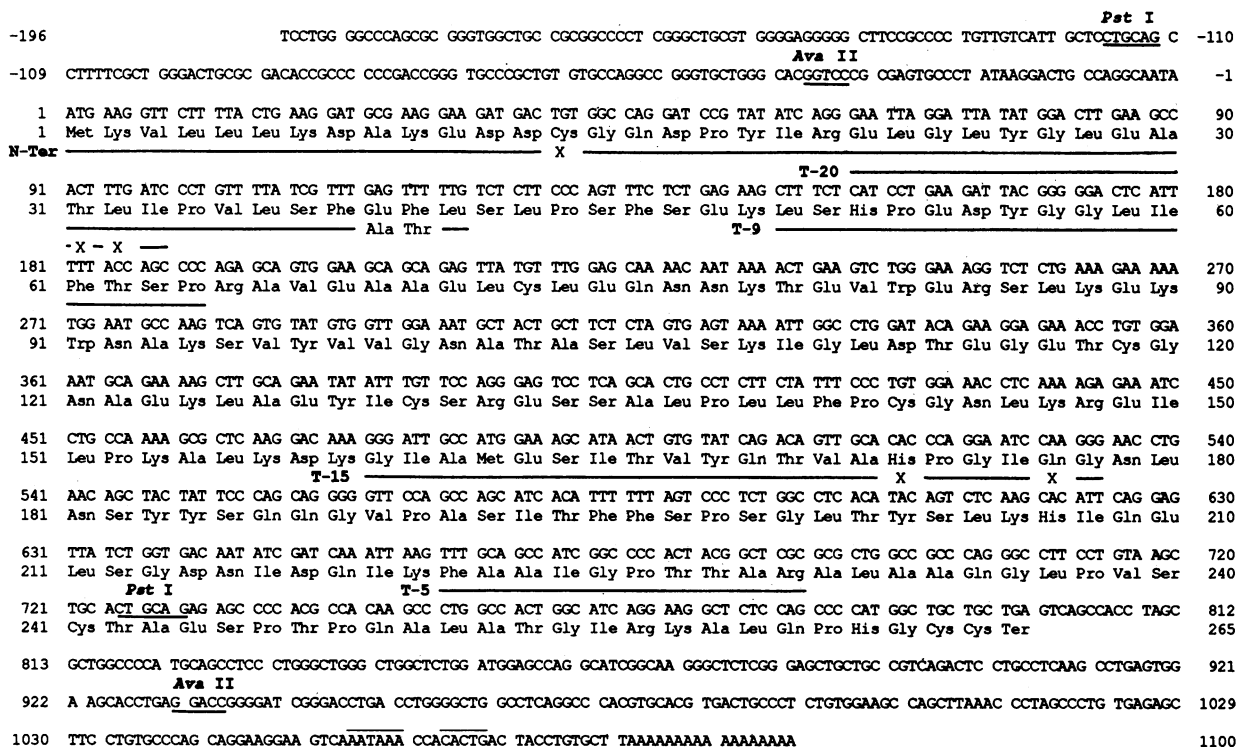 Pst I
-196 TCCTGG GGCCCAGCGC GGGTGGCTGC CGCGGCCCCT CGGGCTGCGT GGGGAGGGGG CTTCCGCCCC TGTTGTCATT GCTCCTGCAG C -110
Ava II
-109 CTTTTCGCT GGGACTGCGC GACACCGCCC CCCGACCGGG TGCCCGCTGT GTGCCAGGCC GGGTGCTGGG CACGGTCCCG CGAGTGCCCT ATAAGGACTG CCAGGCAATA -1
1 ATG AAG GTT CTT TTA CTG AAG GAT GCG AAG GAA GAT GAC TGT GGC CAG GAT CCG TAT ATC AGG GAA TTA GGA TTA TAT GGA CTT GAA GCC 90
1 Met Lys Val Leu Leu Leu Lys Asp Ala Lys Glu Asp Asp Cys Gly Gln Asp Pro Tyr Ile Arg Glu Leu Gly Leu Tyr Gly Leu Glu Ala 30
N-Ter X
T-20
91 ACT TTG ATC CCT GTT TTA TCG TTT GAG TTT TTG TCT CTT CCC AGT TTC TCT GAG AAG CTT TCT CAT CCT GAA GAT TAC GGG GGA CTC ATT 180
31 Thr Leu Ile Pro Val Leu Ser Phe Glu Phe Leu Ser Leu Pro Ser Phe Ser Glu Lys Leu Ser His Pro Glu Asp Tyr Gly Gly Leu Ile 60
Ala Thr T-9
- X - X
181 TTT ACC AGC CCC AGA GCA GTG GAA GCA GCA GAG TTA TGT TTG GAG CAA AAC AAT AAA ACT GAA GTC TGG GAA AGG TCT CTG AAA GAA AAA 270
61 Phe Thr Ser Pro Arg Ala Val Glu Ala Ala Glu Leu Cys Leu Glu Gln Asn Asn Lys Thr Glu Val Trp Glu Arg Ser Leu Lys Glu Lys 90
271 TGG AAT GCC AAG TCA GTG TAT GTG GTT GGA AAT GCT ACT GCT TCT CTA GTG AGT AAA ATT GGC CTG GAT ACA GAA GGA GAA ACC TGT GGA 360
91 Trp Asn Ala Lys Ser Val Tyr Val Val Gly Asn Ala Thr Ala Ser Leu Val Ser Lys Ile Gly Leu Asp Thr Glu Gly Glu Thr Cys Gly 120
361 AAT GCA GAA AAG CTT GCA GAA TAT ATT TGT TCC AGG GAG TCC TCA GCA CTG CCT CTT CTA TTT CCC TGT GGA AAC CTC AAA AGA GAA ATC 450
121 Asn Ala Glu Lys Leu Ala Glu Tyr Ile Cys Ser Arg Glu Ser Ser Ala Leu Pro Leu Leu Phe Pro Cys Gly Asn Leu Lys Arg Glu Ile 150
451 CTG CCA AAA GCG CTC AAG GAC AAA GGG ATT GCC ATG GAA AGC ATA ACT GTG TAT CAG ACA GTT GCA CAC CCA GGA ATC CAA GGG AAC CTG 540
151 Leu Pro Lys Ala Leu Lys Asp Lys Gly Ile Ala Met Glu Ser Ile Thr Val Tyr Gln Thr Val Ala His Pro Gly Ile Gln Gly Asn Leu 180
T-15 X X
541 AAC AGC TAC TAT TCC CAG CAG GGG GTT CCA GCC AGC ATC ACA TTT TTT AGT CCC TCT GGC CTC ACA TAC AGT CTC AAG CAC ATT CAG GAG 630
181 Asn Ser Tyr Tyr Ser Gln Gln Gly Val Pro Ala Ser Ile Thr Phe Phe Ser Pro Ser Gly Leu Thr Tyr Ser Leu Lys His Ile Gln Glu 210
631 TTA TCT GGT GAC AAT ATC GAT CAA ATT AAG TTT GCA GCC ATC GGC CCC ACT ACG GCT CGC GCG CTG GCC GCC CAG GGC CTT CCT GTA AGC 720
211 Leu Ser Gly Asp Asn Ile Asp Gln Ile Lys Phe Ala Ala Ile Gly Pro Thr Thr Ala Arg Ala Leu Ala Ala Gln Gly Leu Pro Val Ser 240
Pst I T-5
721 TGC ACT GCA GAG AGC CCC ACG CCA CAA GCC CTG GCC ACT GGC ATC AGG AAG GCT CTC CAG CCC CAT GGC TGC TGC TGA GTCAGCCACC TAGC 812
241 Cys Thr Ala Glu Ser Pro Thr Pro Gln Ala Leu Ala Thr Gly Ile Arg Lys Ala Leu Gln Pro His Gly Cys Cys Ter 265
813 GCTGGCCCCA TGCAGCCTCC CTGGGCTGGG CTGGCTCTGG ATGGAGCCAG GCATCGGCAA GGGCTCTCGG GAGCTGCTGC CGTCAGACTC CTGCCTCAAG CCTGAGTGG 921
Ava II
922 A AGCACCTGAG GACCGGGGAT CGGGACCTGA CCTGGGGCTG GCCTCAGGCC CACGTGCACG TGACTGCCCT CTGTGGAAGC CAGCTTAAAC CCTAGCCCTG TGAGAGC 1029
1030 TTC CTGTGCCCAG CAGGAAGGAA GTCAAATAAA CCACACTGAC TACCTGTGCT TAAAAAAAAA AAAAAAAA 1100